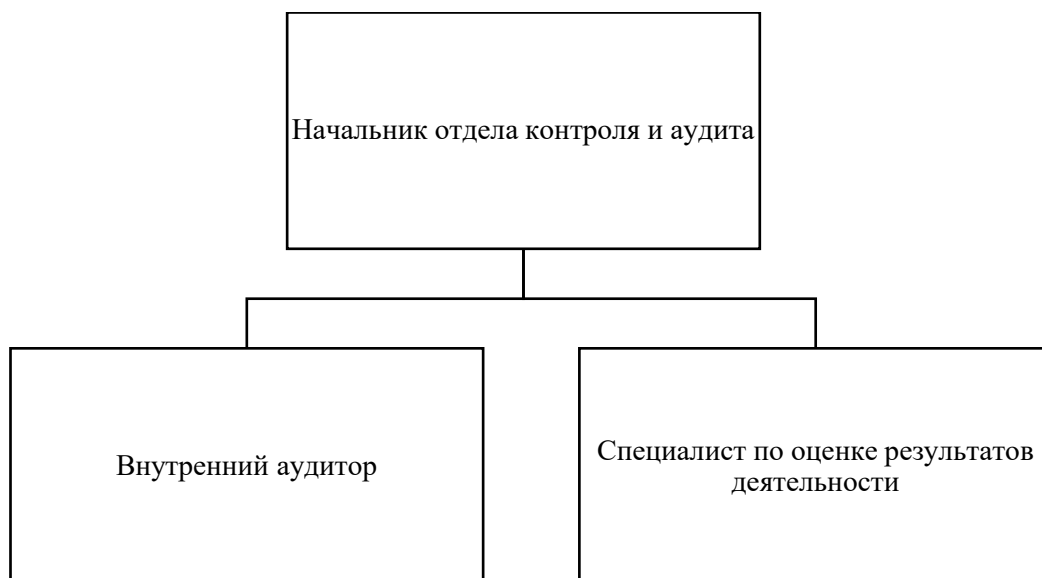 Начальник отдела контроля и аудита
Внутренний аудитор
Специалист по оценке результатов
деятельности